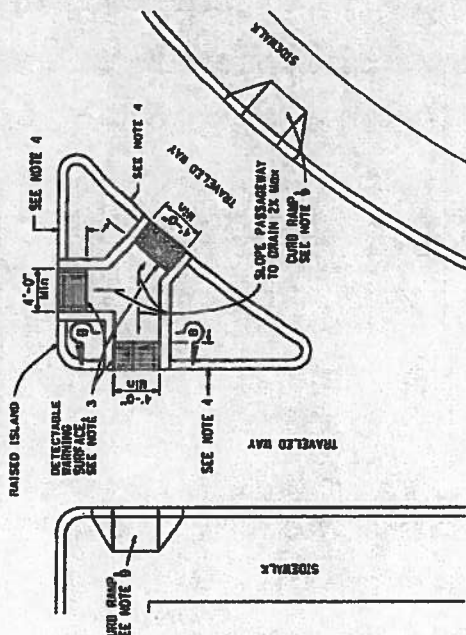 RAISED ISLAND
DETECTABLE
WARNING
SURFACE,
SEE NOTE 3
4'-0"
Min
SEE NOTE 4
SEE NOTE 4
TRAVELED WAY
4'-0"
Min
SLOPE PASSAGEWAY
TO DRAIN 2% Max
CURB RAMP
SEE NOTE
SIDEWALK
B
B
4'-0"
Min
SEE NOTE 4
TRAVELED WAY
CURB RAMP
SEE NOTE
SIDEWALK